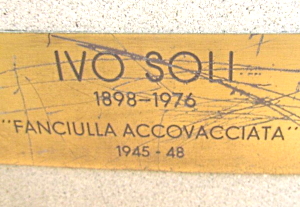 IVO SOLI
1898-1976
"FANCIULLA ACCOVACCIATA"
1945 - 48